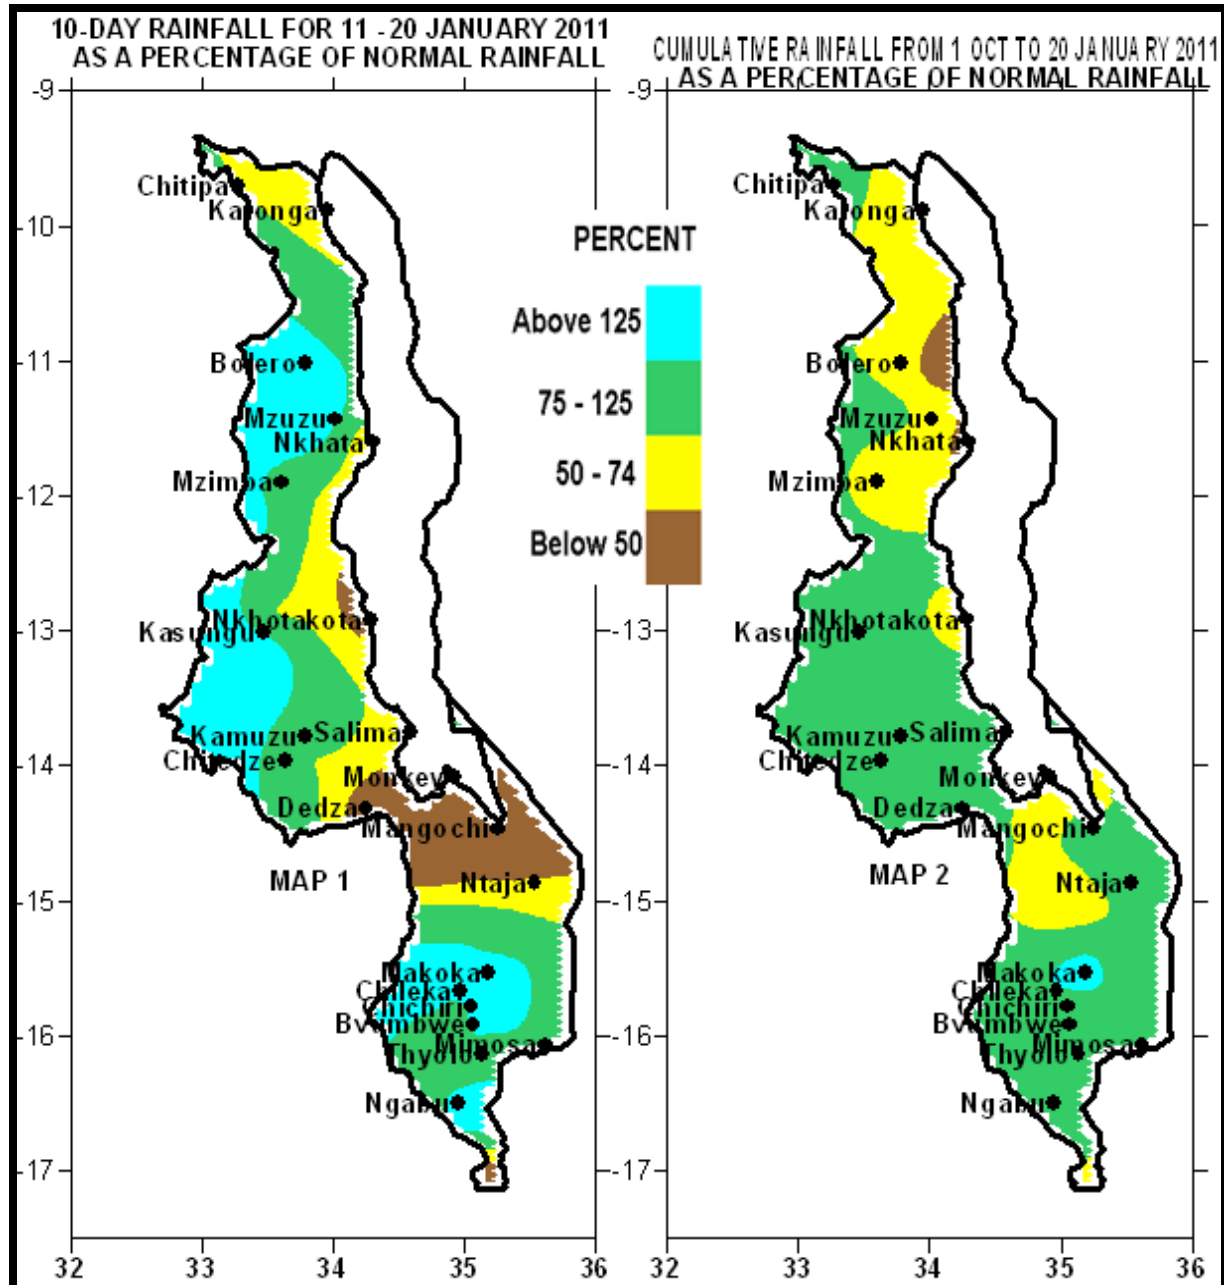 10-DAY RAINFALL FOR 11 -20 JANUARY 2011
AS A PERCENTAGE OF NORMAL RAINFALL
CUMULATIVE RAINFALL FROM 1 OCT TO 20 JANUARY 2011
AS A PERCENTAGE OF NORMAL RAINFALL
-9
-10
-11
-12
-13
-14
-15
-16
-17
32
33
34
35
36
Chitipa
Karonga
Bolero
Mzuzu
Nkhata
Mzimba
Nkhotakota
Kasungu
Kamuzu
Salima
Chitedze
Monkey
Dedza
Mangochi
MAP 1
Ntaja
Makoka
Chileka
Chichiri
Bvumbwe
Mimosa
Thyolo
Ngabu
PERCENT
Above 125
75 - 125
50 - 74
Below 50
-9
-10
-11
-12
-13
-14
-15
-16
-17
32
33
34
35
36
Chitipa
Karonga
Bolero
Mzuzu
Nkhata
Mzimba
Nkhotakota
Kasungu
Kamuzu
Salima
Chitedze
Monkey
Dedza
Mangochi
MAP 2
Ntaja
Makoka
Chileka
Chichiri
Bvumbwe
Mimosa
Thyolo
Ngabu